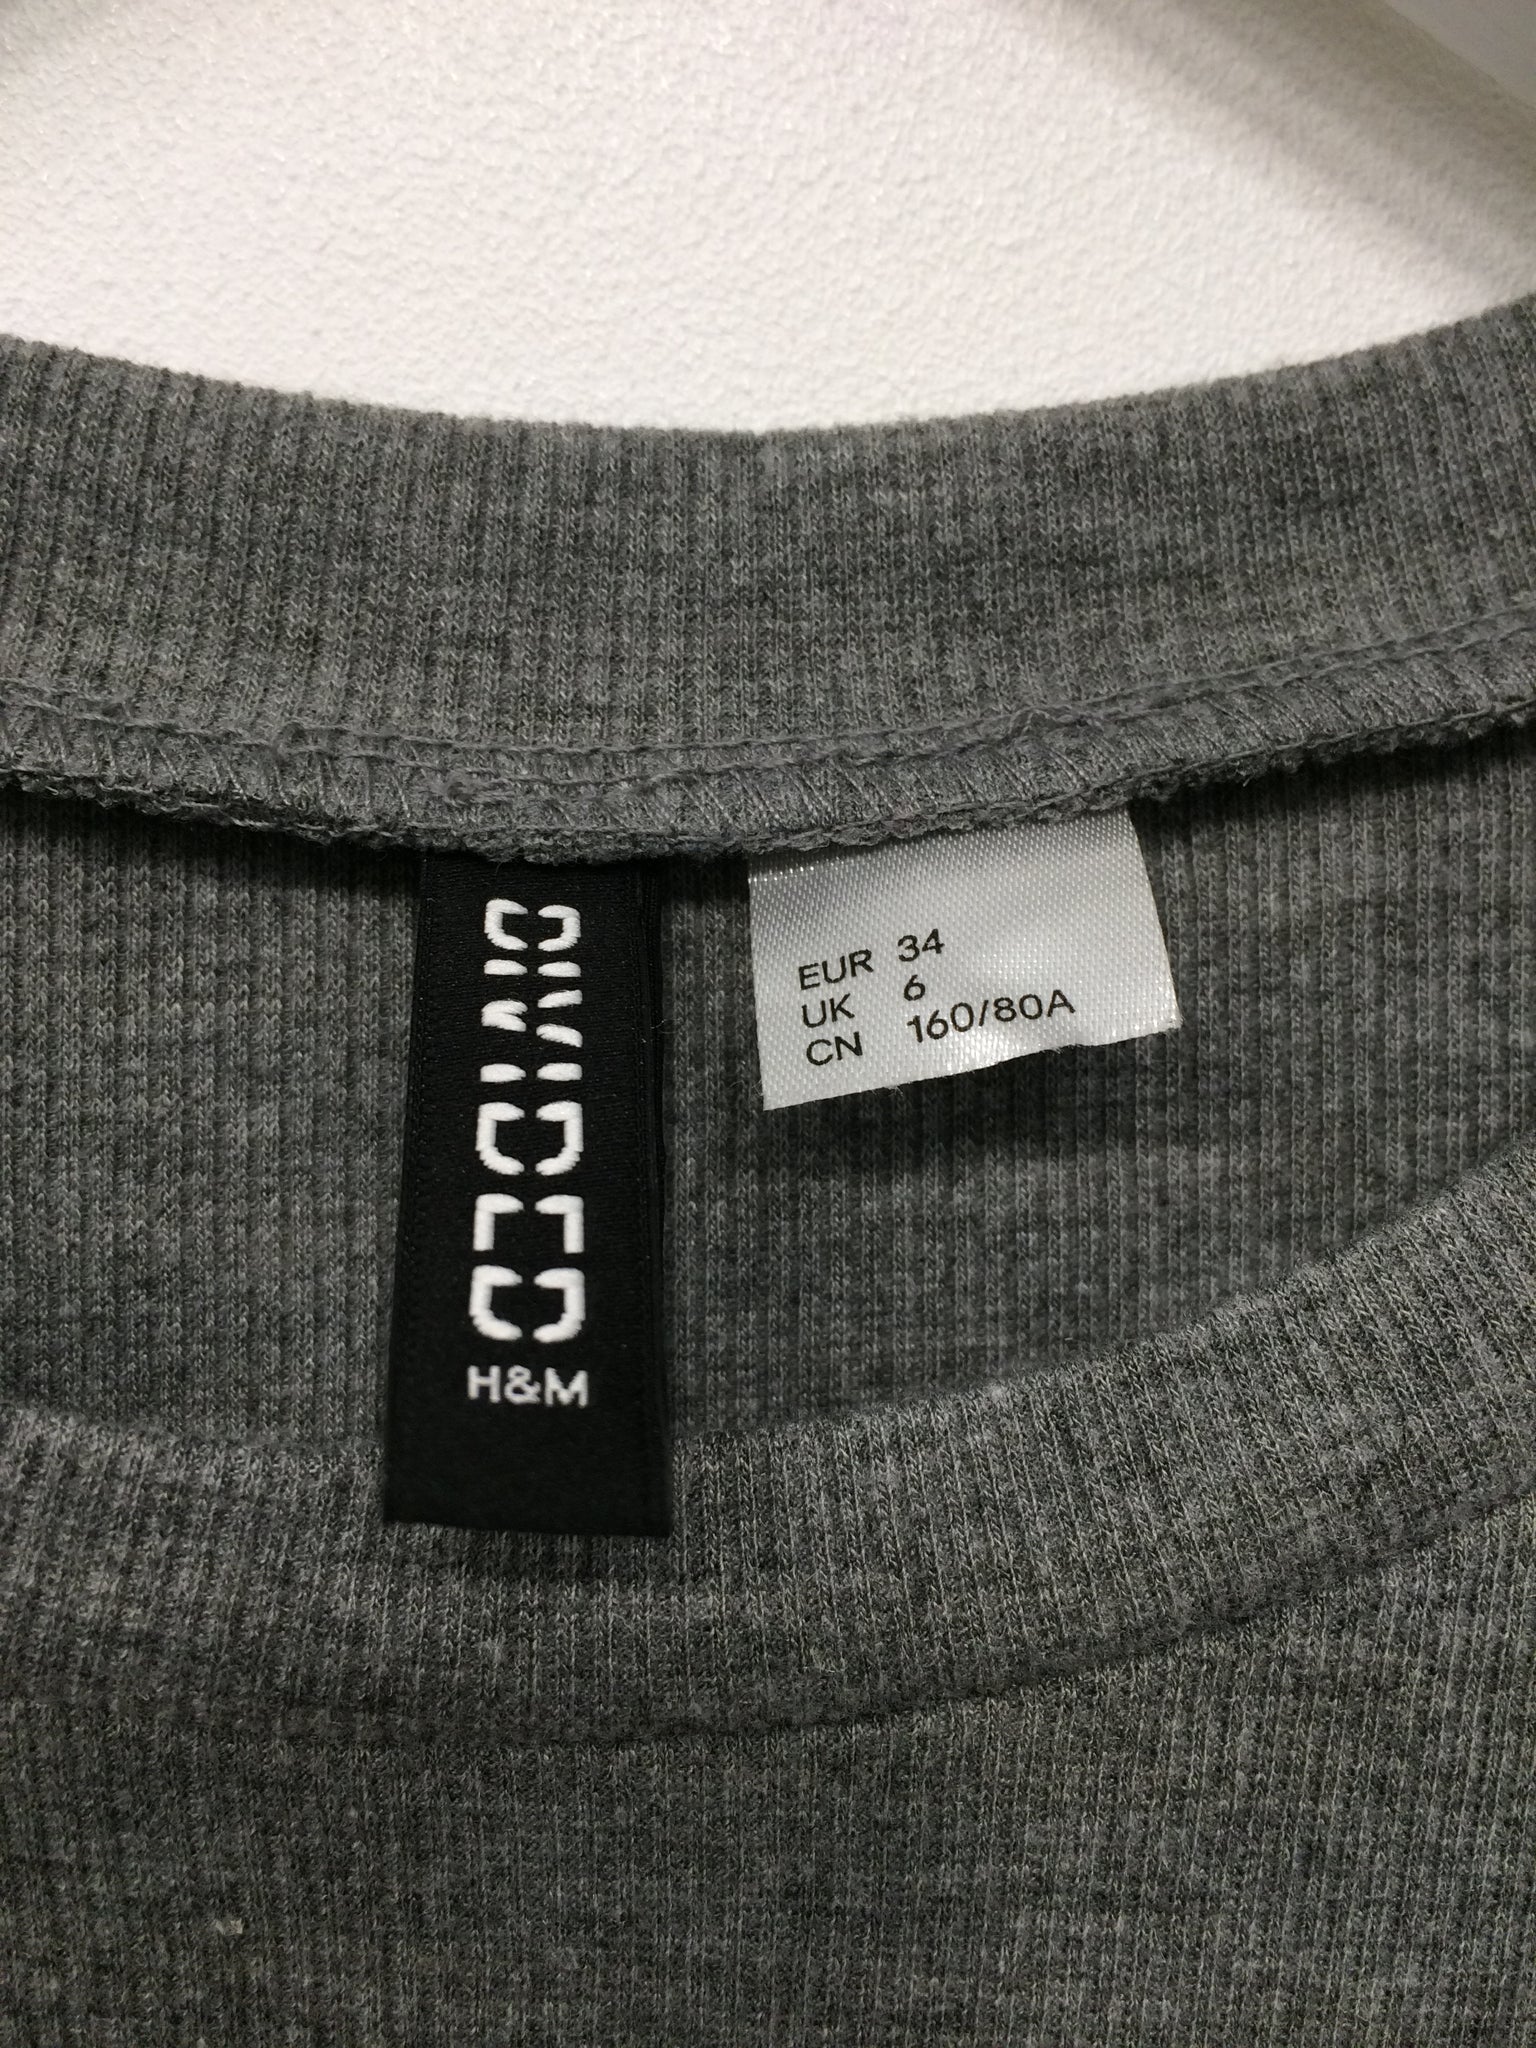 DIVIDED
H&M
EUR 34
UK 6
CN 160/80A